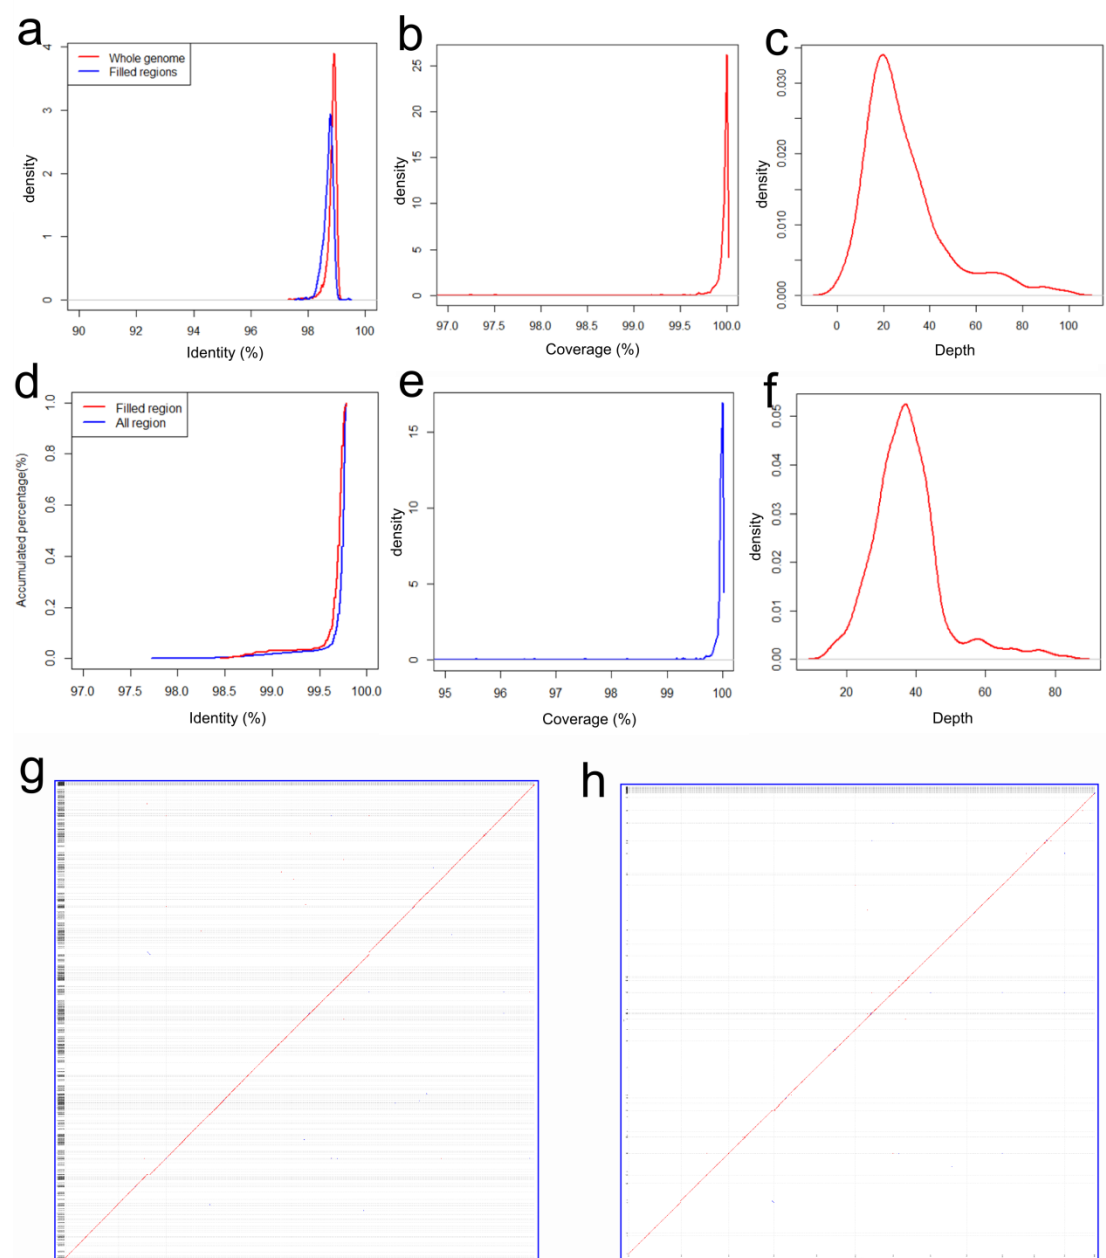 a
Whole genome
Filled regions
density
0 1 2 3 4
90 92 94 96 98 100
Identity (%)
b
density
0 5 10 15 20 25
97.0 97.5 98.0 98.5 99.0 99.5 100.0
Coverage (%)
c
density
0.000 0.010 0.020 0.030
0 20 40 60 80 100
Depth
d
Filled region
All region
Accumulated percentage(%)
0.0 0.2 0.4 0.6 0.8 1.0
97.0 97.5 98.0 98.5 99.0 99.5 100.0
Identity (%)
e
density
0 5 10 15
95 96 97 98 99 100
Coverage (%)
f
density
0.00 0.01 0.02 0.03 0.04 0.05
20 40 60 80
Depth
g
h